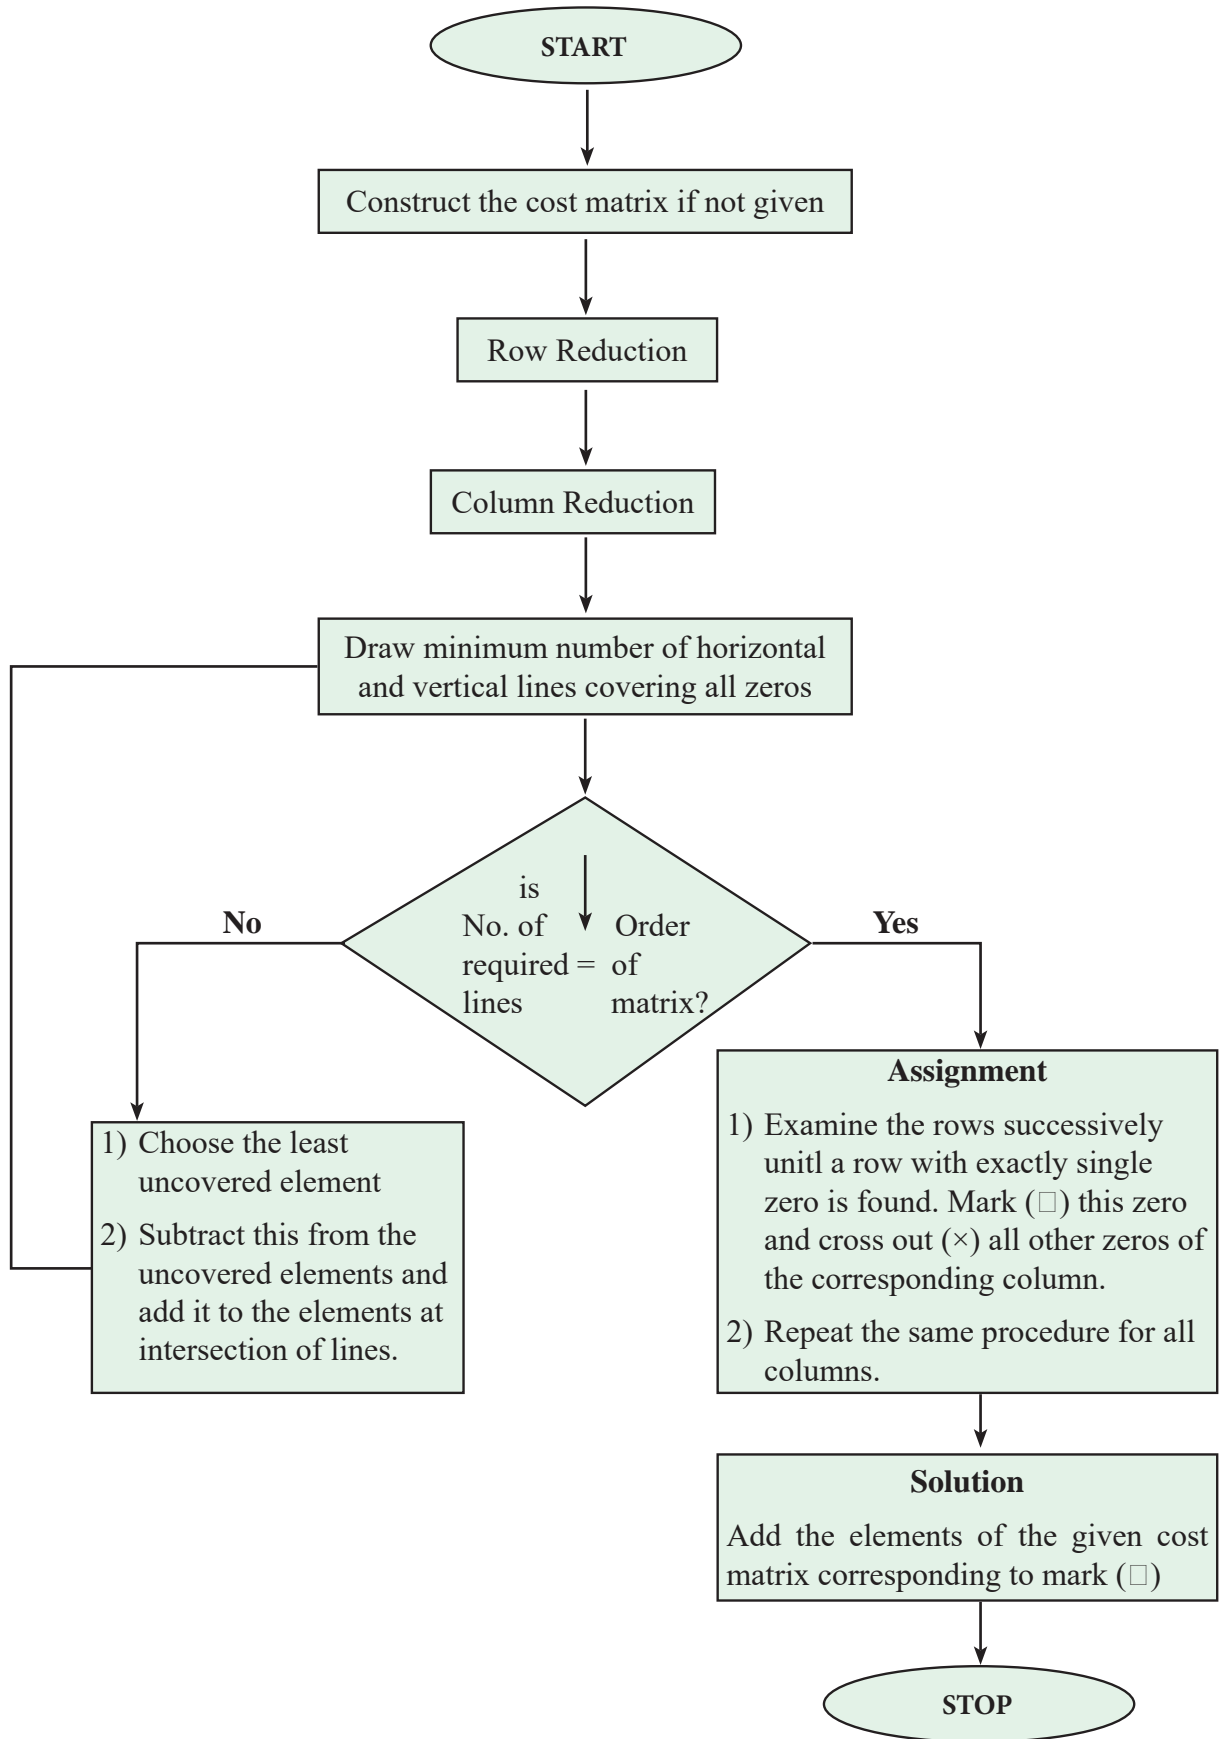 START
Construct the cost matrix if not given
Row Reduction
Column Reduction
Draw minimum number of horizontal
and vertical lines covering all zeros
is
No. of Order
required = of
lines matrix?
No
Yes
1) Choose the least
uncovered element
2) Subtract this from the
uncovered elements and
add it to the elements at
intersection of lines.
Assignment
1) Examine the rows successively
unitl a row with exactly single
zero is found. Mark (□) this zero
and cross out (×) all other zeros of
the corresponding column.
2) Repeat the same procedure for all
columns.
Solution
Add the elements of the given cost
matrix corresponding to mark (□)
STOP